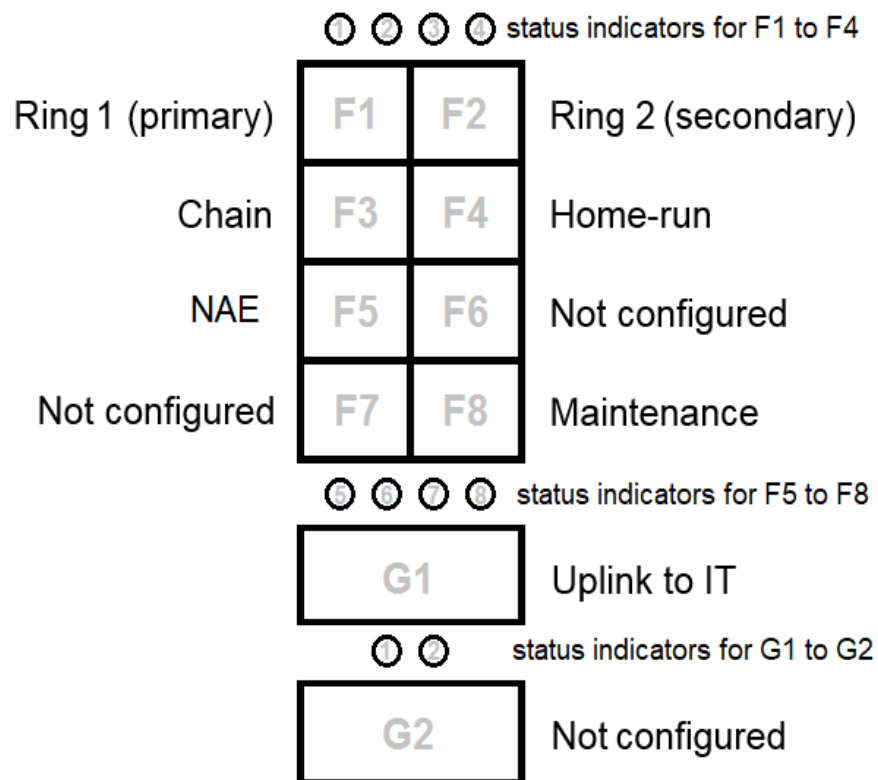 1 2 3 4 status indicators for F1 to F4
Ring 1 (primary) F1 F2 Ring 2 (secondary)
Chain F3 F4 Home-run
NAE F5 F6 Not configured
Not configured F7 F8 Maintenance
5 6 7 8 status indicators for F5 to F8
G1 Uplink to IT
1 2 status indicators for G1 to G2
G2 Not configured